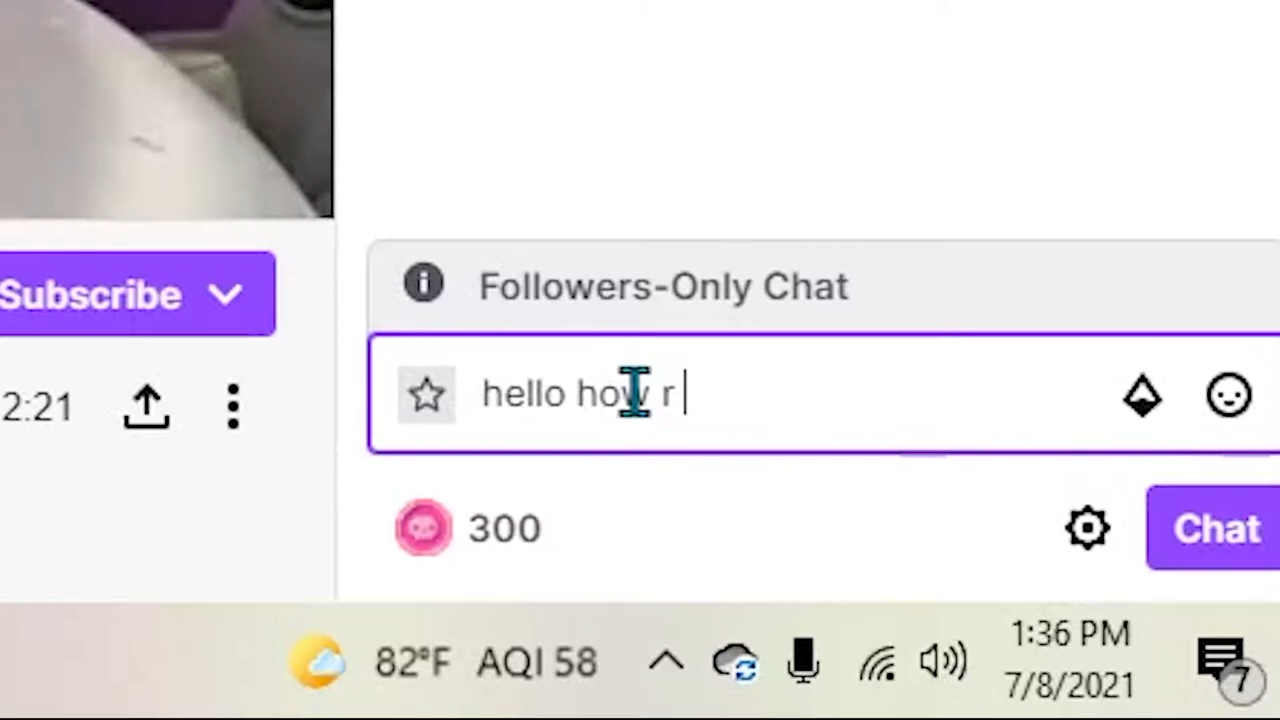 Followers-Only Chat
Subscribe
hello how r
2:21
300
Chat
82°F AQI 58
1:36 PM
7/8/2021
7